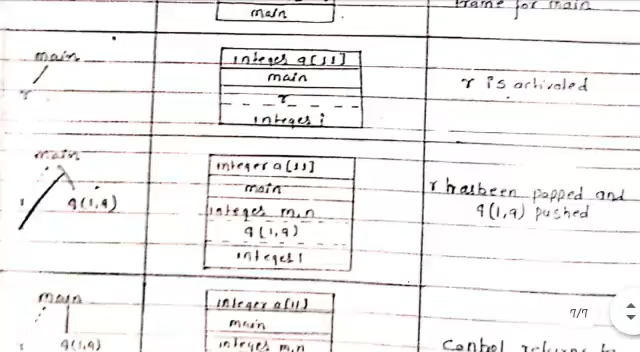 main
frame for main
main
r
integer a[11]
main
r
integer i
r is activated
main
r
q(1,9)
integer a[11]
main
integer m,n
q(1,9)
integer i
r hasbeen popped and
q(1,9) pushed
main
r
q(1,9)
integer a[11]
main
integer m,n
Control returns to
7/7